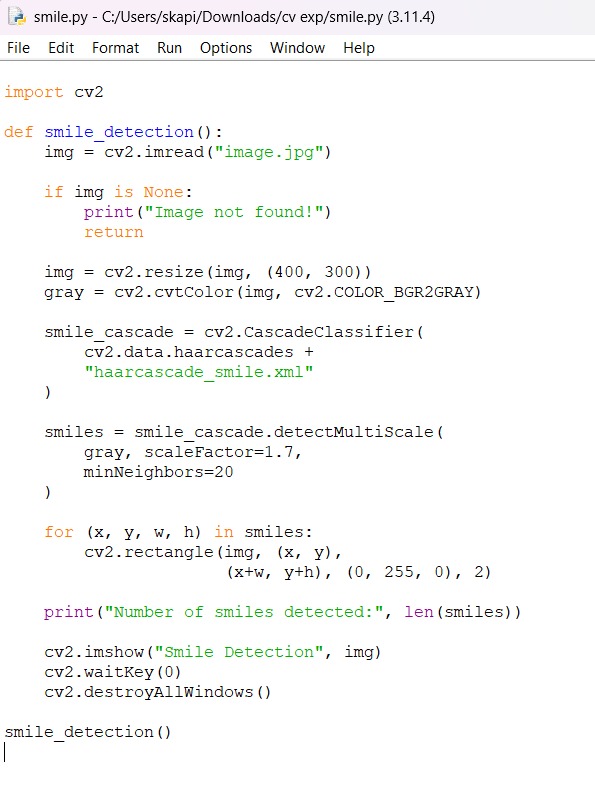 smile.py - C:/Users/skapi/Downloads/cv exp/smile.py (3.11.4)
File Edit Format Run Options Window Help
import cv2
def smile_detection():
    img = cv2.imread("image.jpg")
    if img is None:
        print("Image not found!")
        return
    img = cv2.resize(img, (400, 300))
    gray = cv2.cvtColor(img, cv2.COLOR_BGR2GRAY)
    smile_cascade = cv2.CascadeClassifier(
        cv2.data.haarcascades +
        "haarcascade_smile.xml"
    )
    smiles = smile_cascade.detectMultiScale(
        gray, scaleFactor=1.7,
        minNeighbors=20
    )
    for (x, y, w, h) in smiles:
        cv2.rectangle(img, (x, y),
                      (x+w, y+h), (0, 255, 0), 2)
    print("Number of smiles detected:", len(smiles))
    cv2.imshow("Smile Detection", img)
    cv2.waitKey(0)
    cv2.destroyAllWindows()
smile_detection()